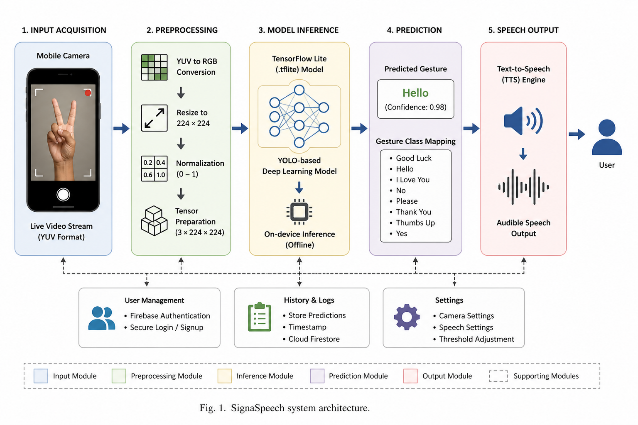 1. INPUT ACQUISITION
Mobile Camera
Live Video Stream
(YUV Format)
2. PREPROCESSING
YUV to RGB
Conversion
Resize to
224 × 224
0.2 0.4
0.6 1.0
Normalization
(0 – 1)
Tensor
Preparation
(3 × 224 × 224)
3. MODEL INFERENCE
TensorFlow Lite
(.tflite) Model
YOLO-based
Deep Learning Model
On-device Inference
(Offline)
4. PREDICTION
Predicted Gesture
Hello
(Confidence: 0.98)
Gesture Class Mapping
• Good Luck
• Hello
• I Love You
• No
• Please
• Thank You
• Thumbs Up
• Yes
5. SPEECH OUTPUT
Text-to-Speech
(TTS) Engine
Audible Speech
Output
User
User Management
• Firebase Authentication
• Secure Login / Signup
History & Logs
• Store Predictions
• Timestamp
• Cloud Firestore
Settings
• Camera Settings
• Speech Settings
• Threshold Adjustment
Input Module
Preprocessing Module
Inference Module
Prediction Module
Output Module
Supporting Modules
Fig. 1. SignaSpeech system architecture.